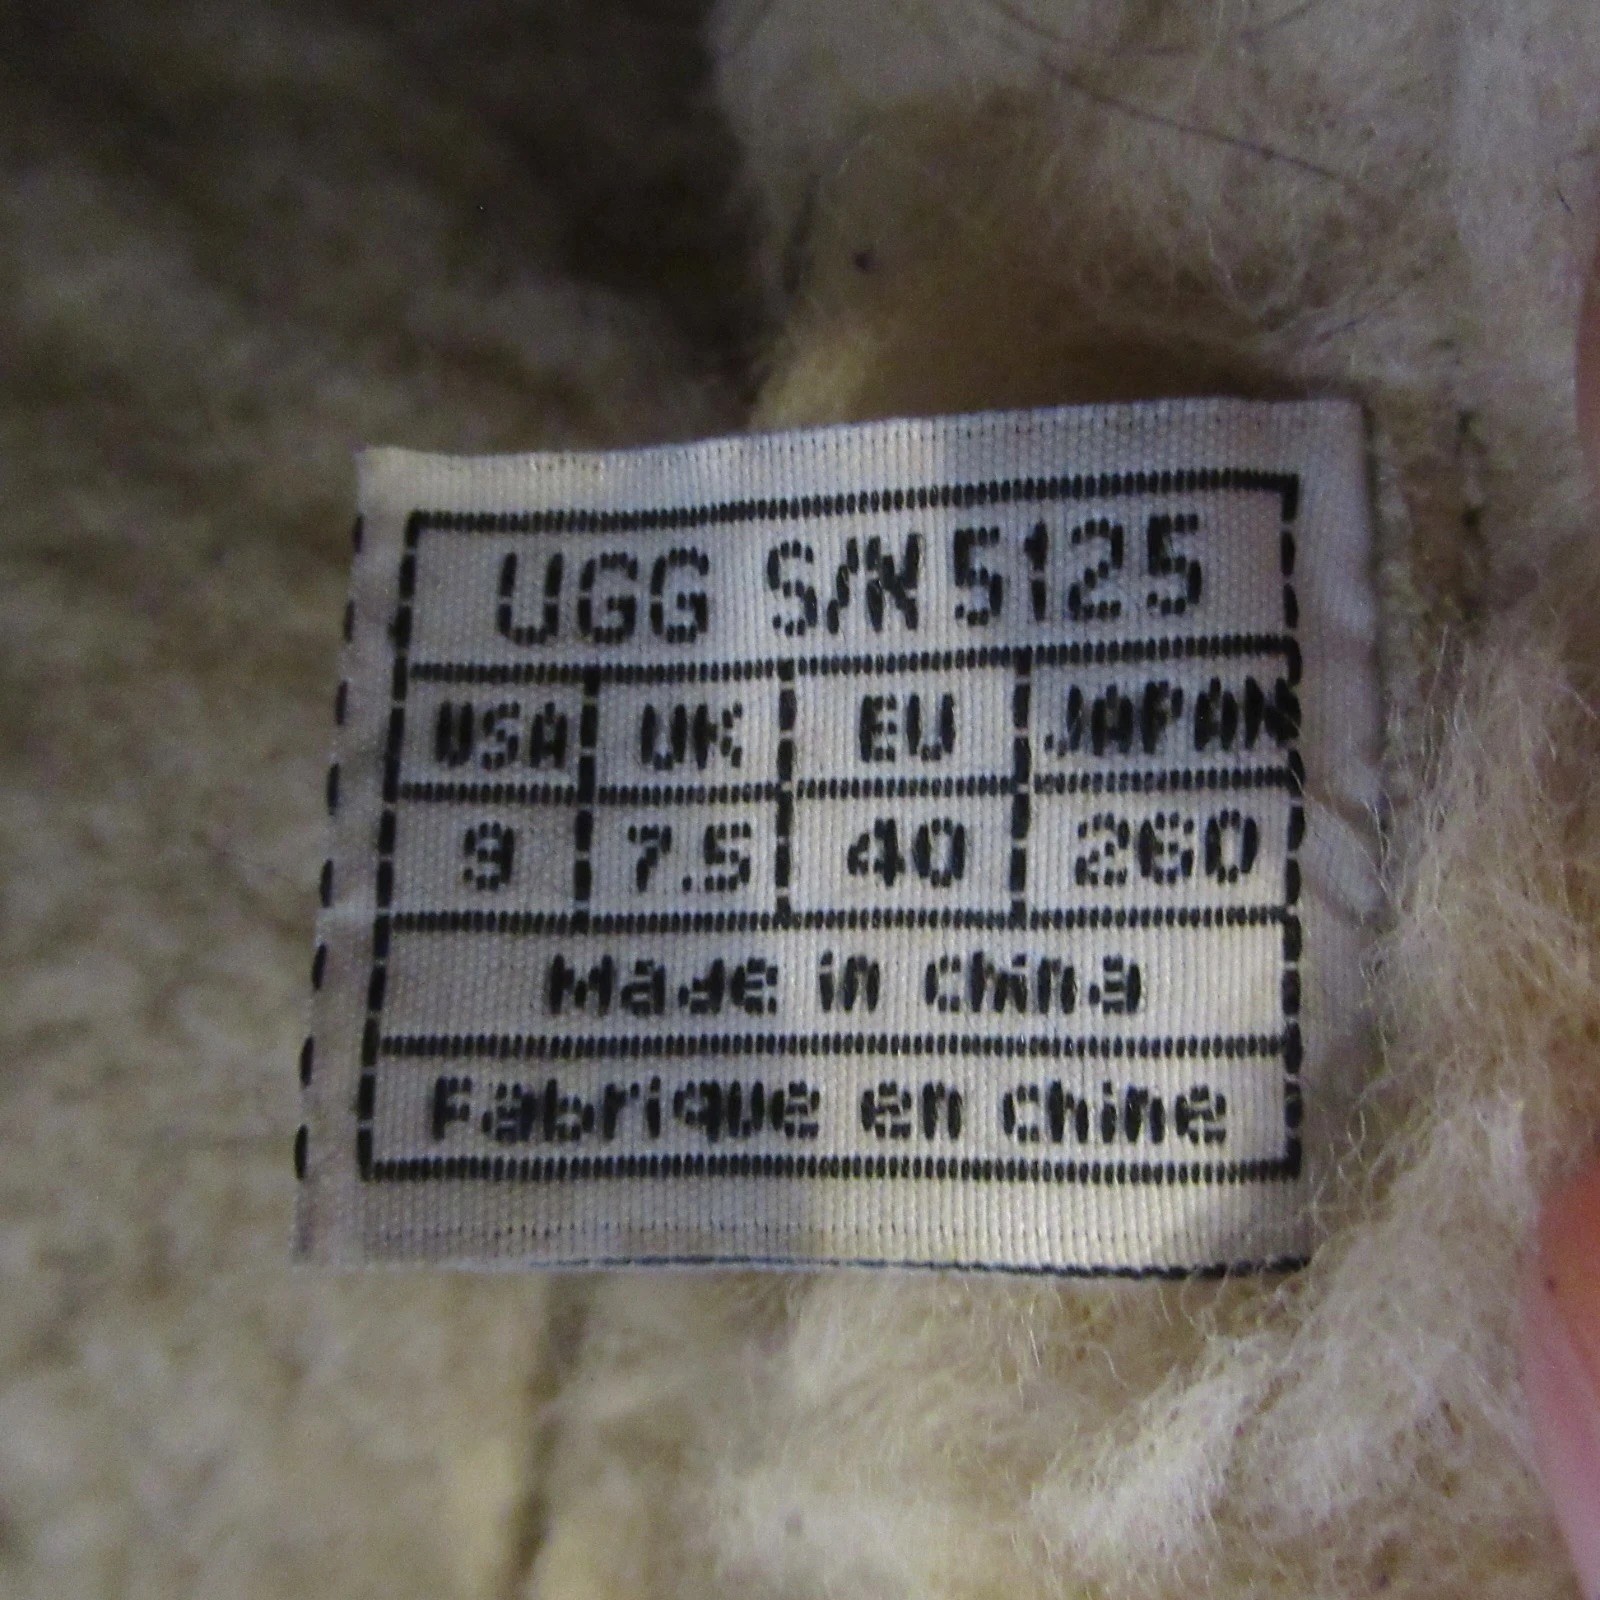 UGG S/N 5125
USA UK EU JAPAN
9 7.5 40 260
Made in China
Fabrique en chine